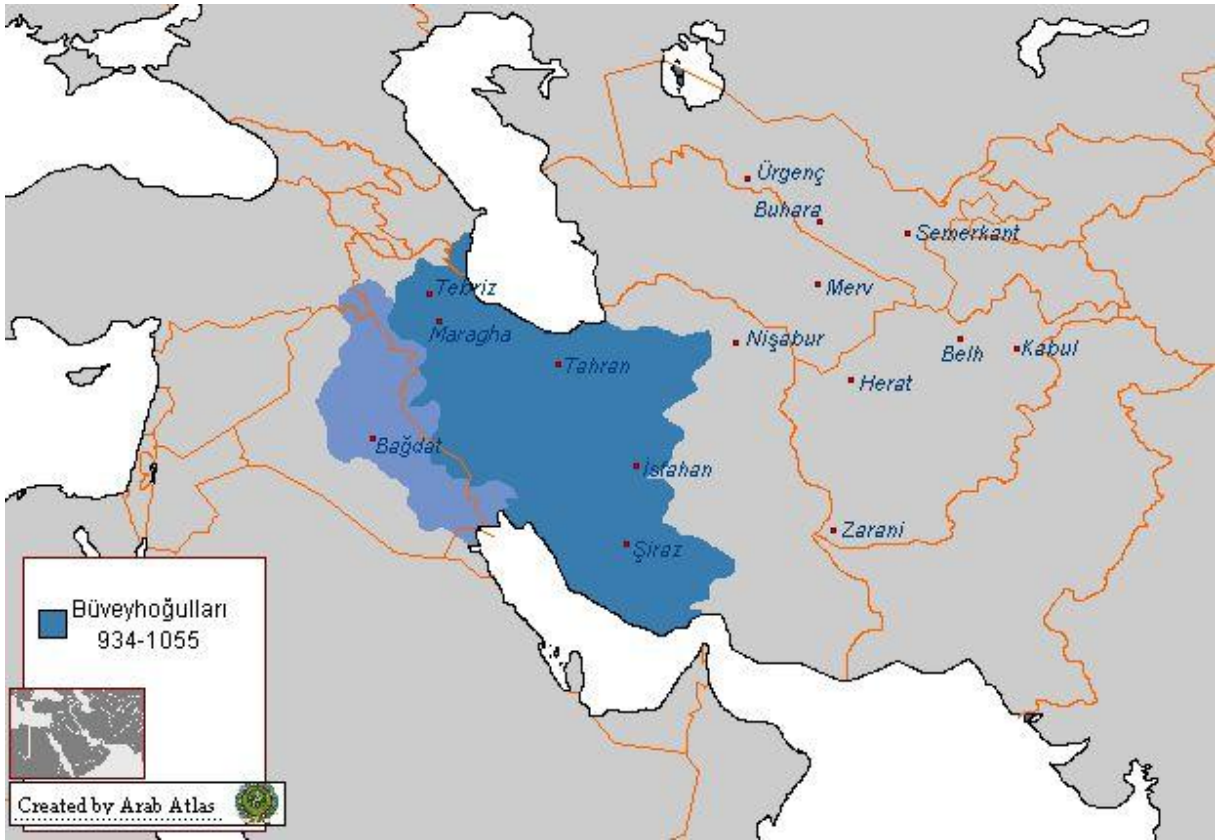 Ürgenç
Buhara
Semerkant
Merv
Tebriz
Maragha
Tahran
Nişabur
Belh
Kabul
Herat
Bağdat
İsfahan
Zarani
Şiraz
Büveyhoğulları
934-1055
Created by Arab Atlas